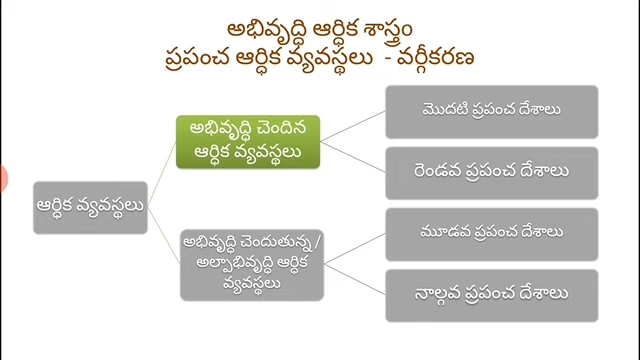 అభివృద్ధి ఆర్ధిక శాస్త్రం
ప్రపంచ ఆర్ధిక వ్యవస్థలు - వర్గీకరణ
ఆర్ధిక వ్యవస్థలు
అభివృద్ధి చెందిన
ఆర్ధిక వ్యవస్థలు
మొదటి ప్రపంచ దేశాలు
రెండవ ప్రపంచ దేశాలు
అభివృద్ధి చెందుతున్న /
అల్పాభివృద్ధి ఆర్ధిక
వ్యవస్థలు
మూడవ ప్రపంచ దేశాలు
నాల్గవ ప్రపంచ దేశాలు